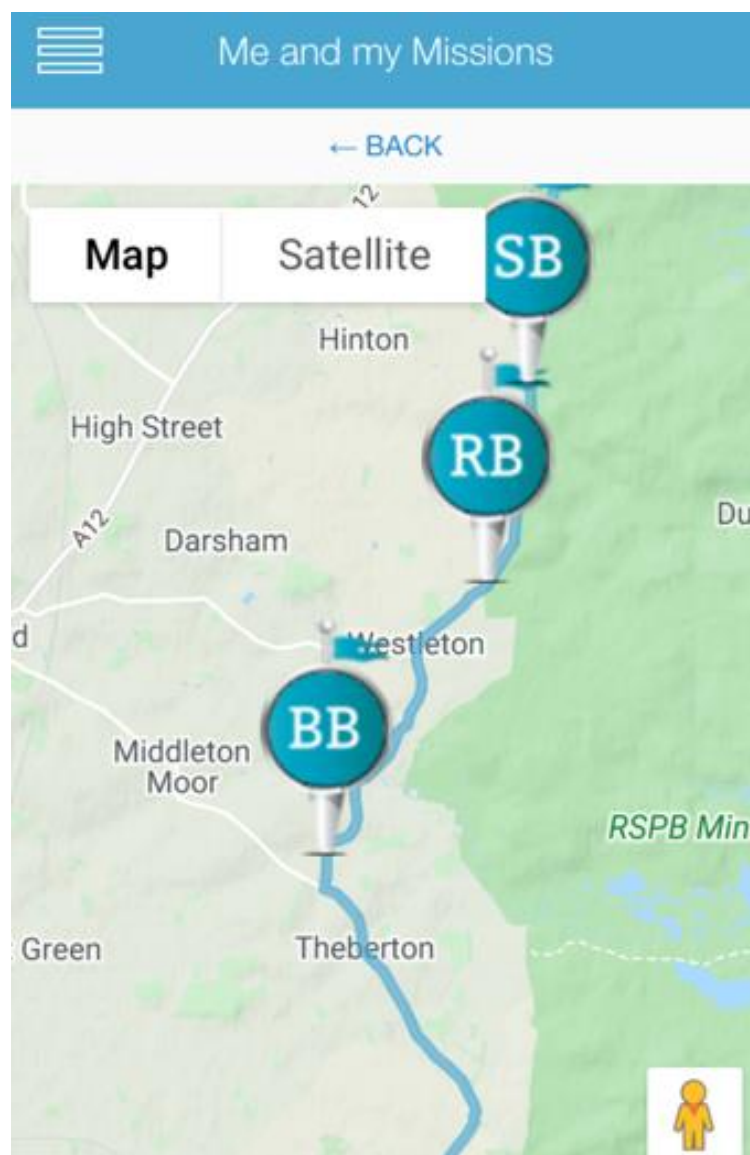 Me and my Missions
← BACK
12
Map
Satellite
SB
Hinton
High Street
RB
A12
Du
Darsham
d
Westleton
BB
Middleton
Moor
RSPB Min
Green
Theberton